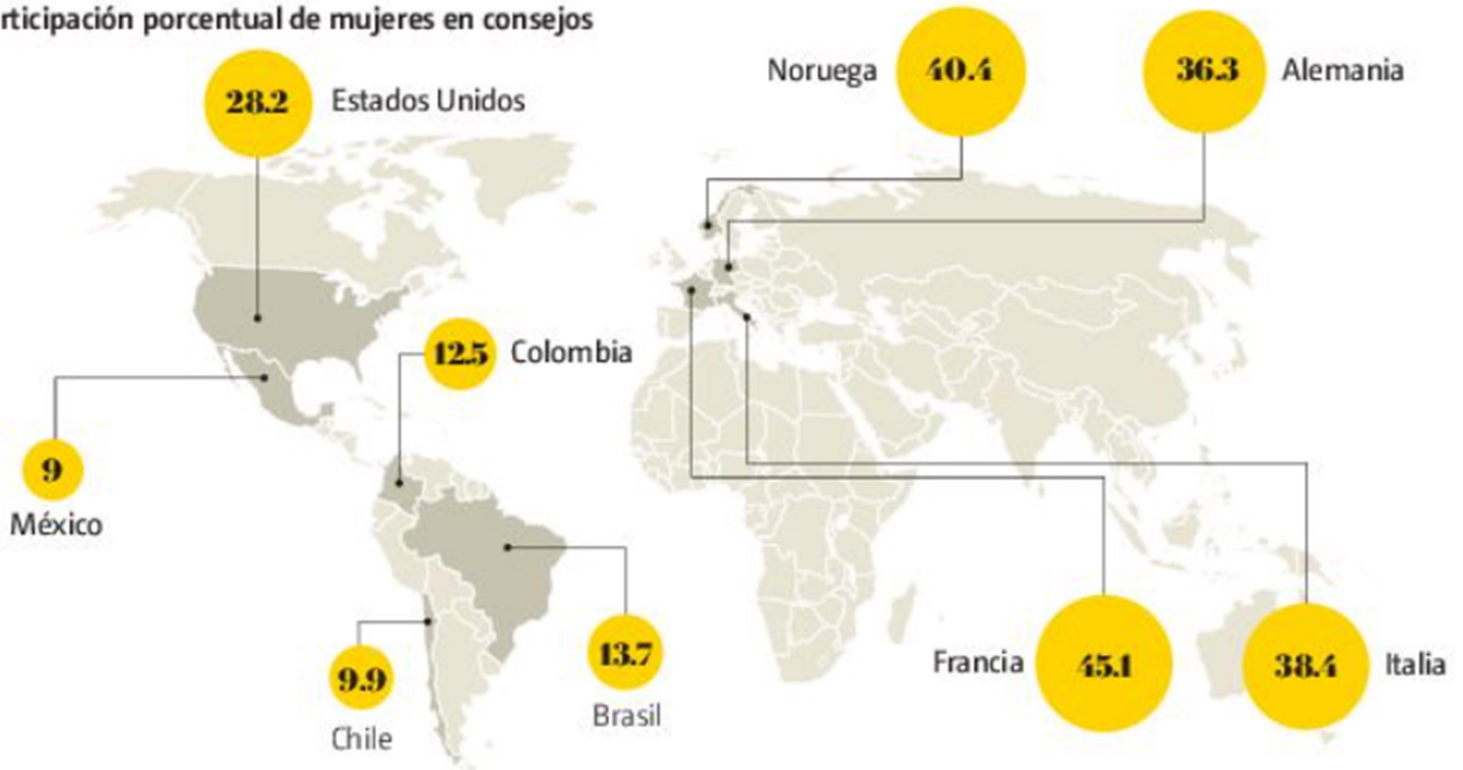 rticipación porcentual de mujeres en consejos
28.2 Estados Unidos
Noruega 40.4
36.3 Alemania
12.5 Colombia
9
México
9.9
Chile
13.7
Brasil
Francia 45.1
38.4 Italia